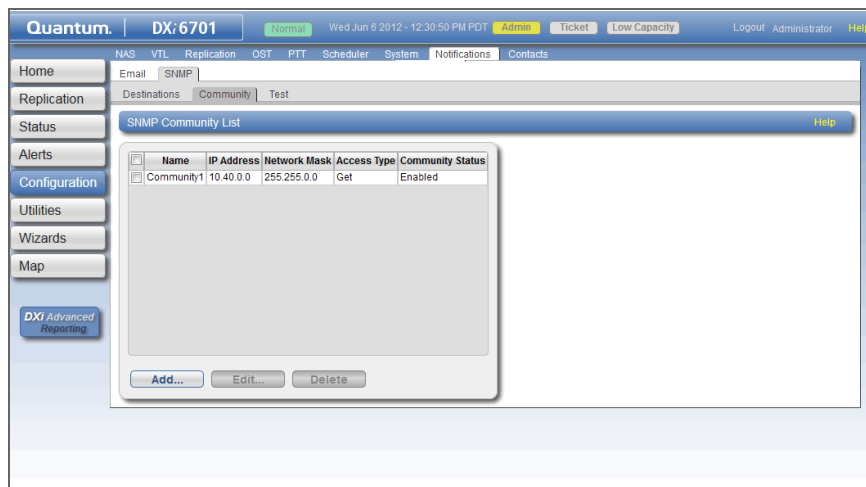 Quantum. DXi6701 Normal Wed Jun 6 2012 - 12:30:50 PM PDT Admin Ticket Low Capacity Logout Administrator Help
NAS VTL Replication OST PTT Scheduler System Notifications Contacts
Home
Replication
Status
Alerts
Configuration
Utilities
Wizards
Map
DXi Advanced
Reporting
Email SNMP
Destinations Community Test
SNMP Community List Help
Name IP Address Network Mask Access Type Community Status
Community1 10.40.0.0 255.255.0.0 Get Enabled
Add... Edit... Delete